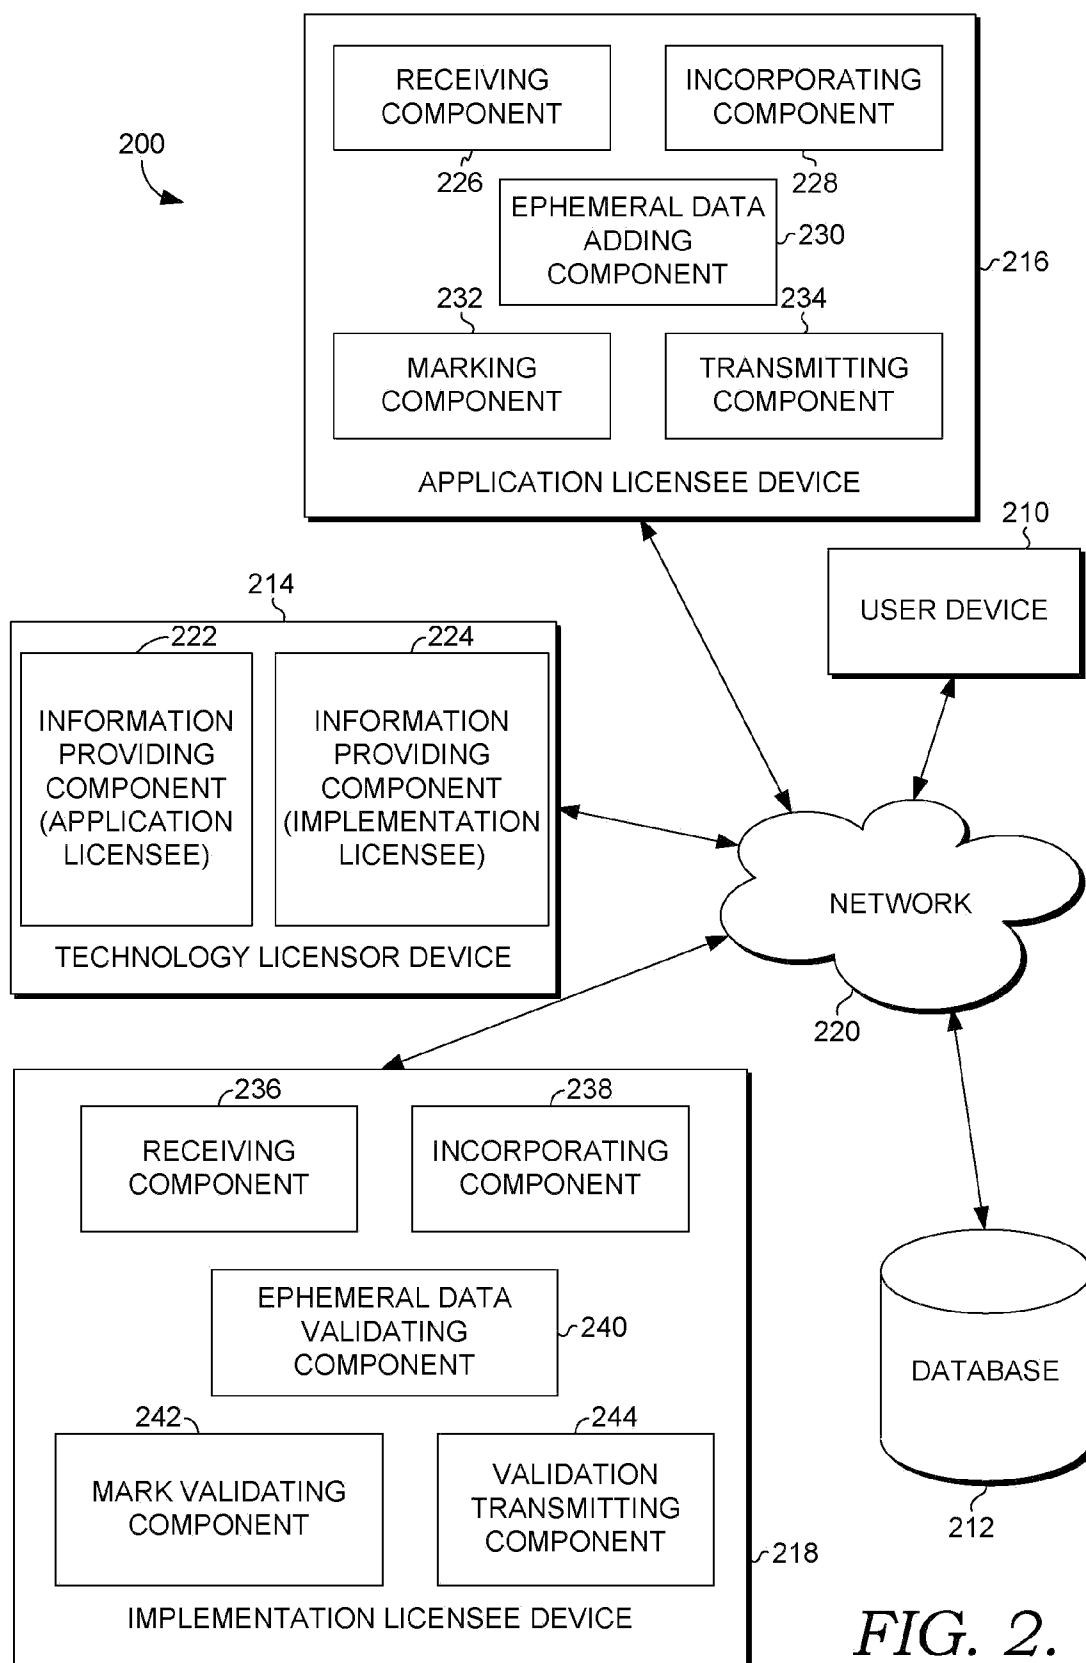 200
RECEIVING
COMPONENT
226
INCORPORATING
COMPONENT
228
EPHEMERAL DATA
ADDING
COMPONENT
230
216
232
MARKING
COMPONENT
234
TRANSMITTING
COMPONENT
APPLICATION LICENSEE DEVICE
210
USER DEVICE
214
222
INFORMATION
PROVIDING
COMPONENT
(APPLICATION
LICENSEE)
224
INFORMATION
PROVIDING
COMPONENT
(IMPLEMENTATION
LICENSEE)
TECHNOLOGY LICENSOR DEVICE
NETWORK
220
236
RECEIVING
COMPONENT
238
INCORPORATING
COMPONENT
EPHEMERAL DATA
VALIDATING
COMPONENT
240
242
MARK VALIDATING
COMPONENT
244
VALIDATION
TRANSMITTING
COMPONENT
218
IMPLEMENTATION LICENSEE DEVICE
DATABASE
212
FIG. 2.